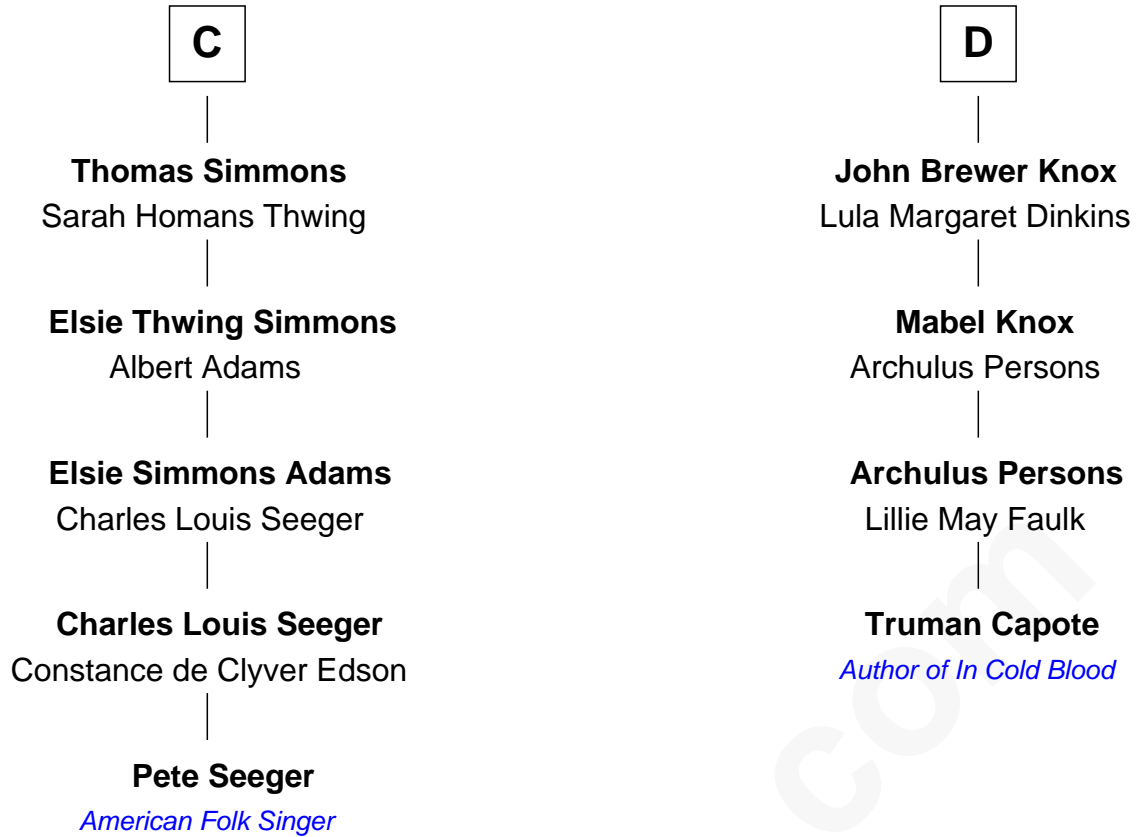 C
Thomas Simmons
Sarah Homans Thwing
Elsie Thwing Simmons
Albert Adams
Elsie Simmons Adams
Charles Louis Seeger
Charles Louis Seeger
Constance de Clyver Edson
Pete Seeger
American Folk Singer
D
John Brewer Knox
Lula Margaret Dinkins
Mabel Knox
Archulus Persons
Archulus Persons
Lillie May Faulk
Truman Capote
Author of In Cold Blood
com